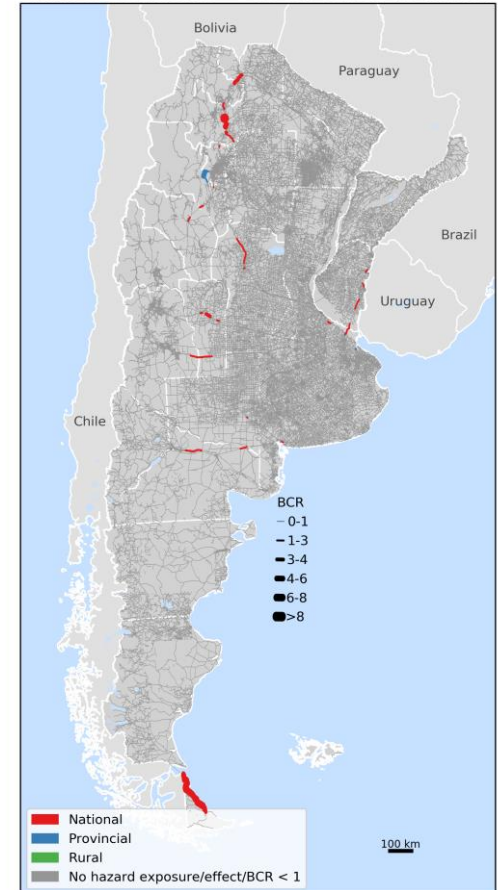 Bolivia
Paraguay
Brazil
Uruguay
Chile
BCR
0-1
1-3
3-4
4-6
6-8
>8
National
Provincial
Rural
No hazard exposure/effect/BCR < 1
100 km